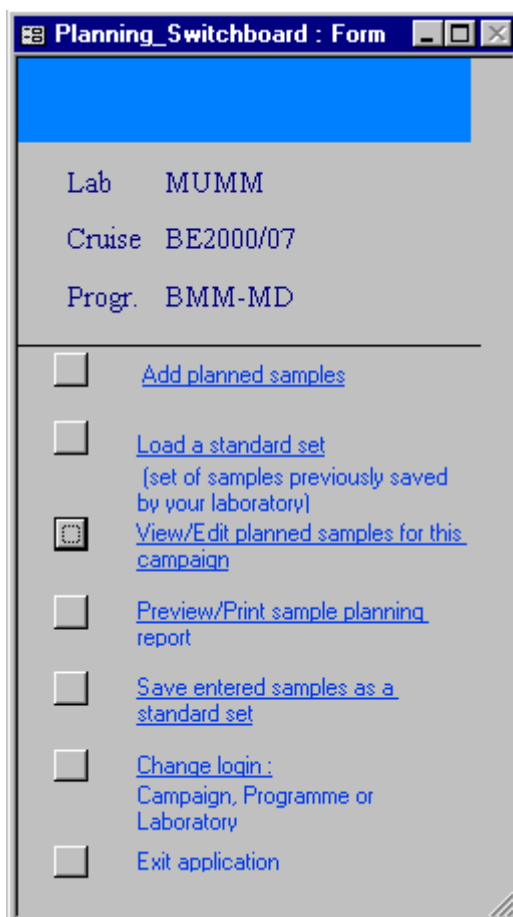 Planning_Switchboard : Form
Lab MUMM
Cruise BE2000/07
Progr. BMM-MD
Add planned samples
Load a standard set
(set of samples previously saved
by your laboratory)
View/Edit planned samples for this
campaign
Preview/Print sample planning
report
Save entered samples as a
standard set
Change login :
Campaign, Programme or
Laboratory
Exit application